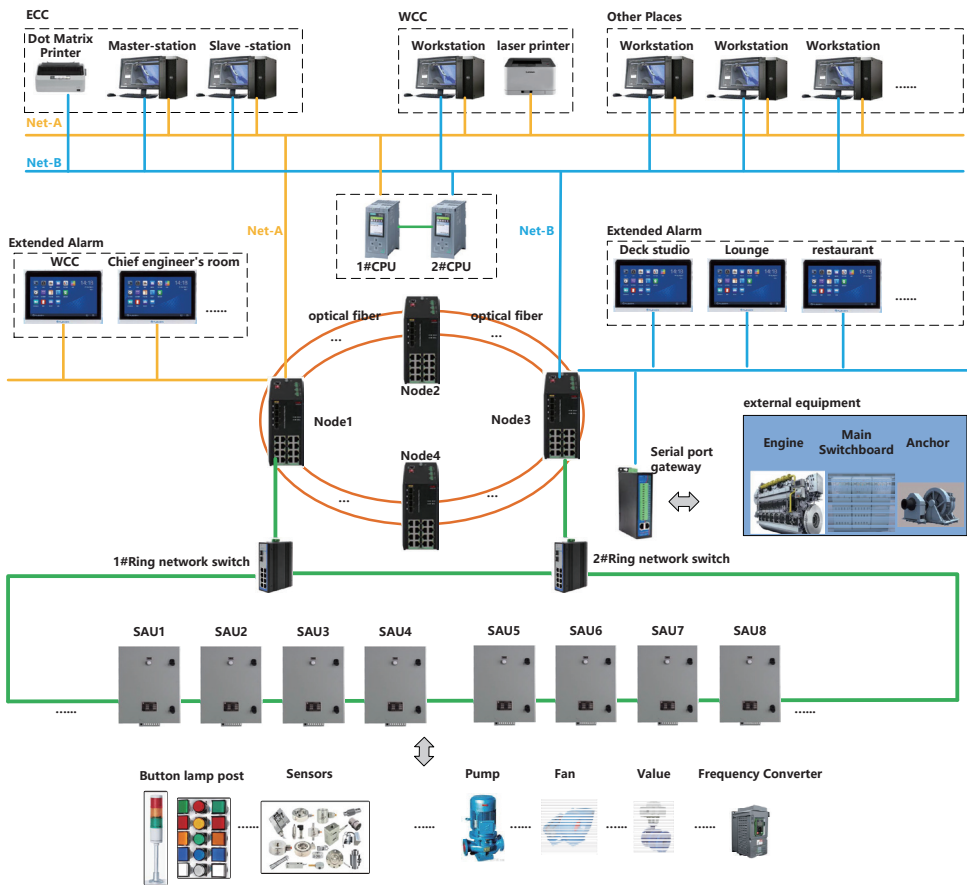 ECC
WCC
Other Places
Dot Matrix
Printer
Master-station
Slave -station
Workstation
laser printer
Workstation
Workstation
Workstation
......
Net-A
Net-B
Net-A
Net-B
1#CPU
2#CPU
Extended Alarm
WCC
Chief engineer's room
......
Extended Alarm
Deck studio
Lounge
restaurant
......
optical fiber
optical fiber
...
...
Node2
Node1
Node3
Node4
...
...
external equipment
Engine
Main
Switchboard
Anchor
Serial port
gateway
1#Ring network switch
2#Ring network switch
SAU1
SAU2
SAU3
SAU4
SAU5
SAU6
SAU7
SAU8
......
......
Button lamp post
Sensors
Pump
Fan
Value
Frequency Converter
......
......
......
......
......